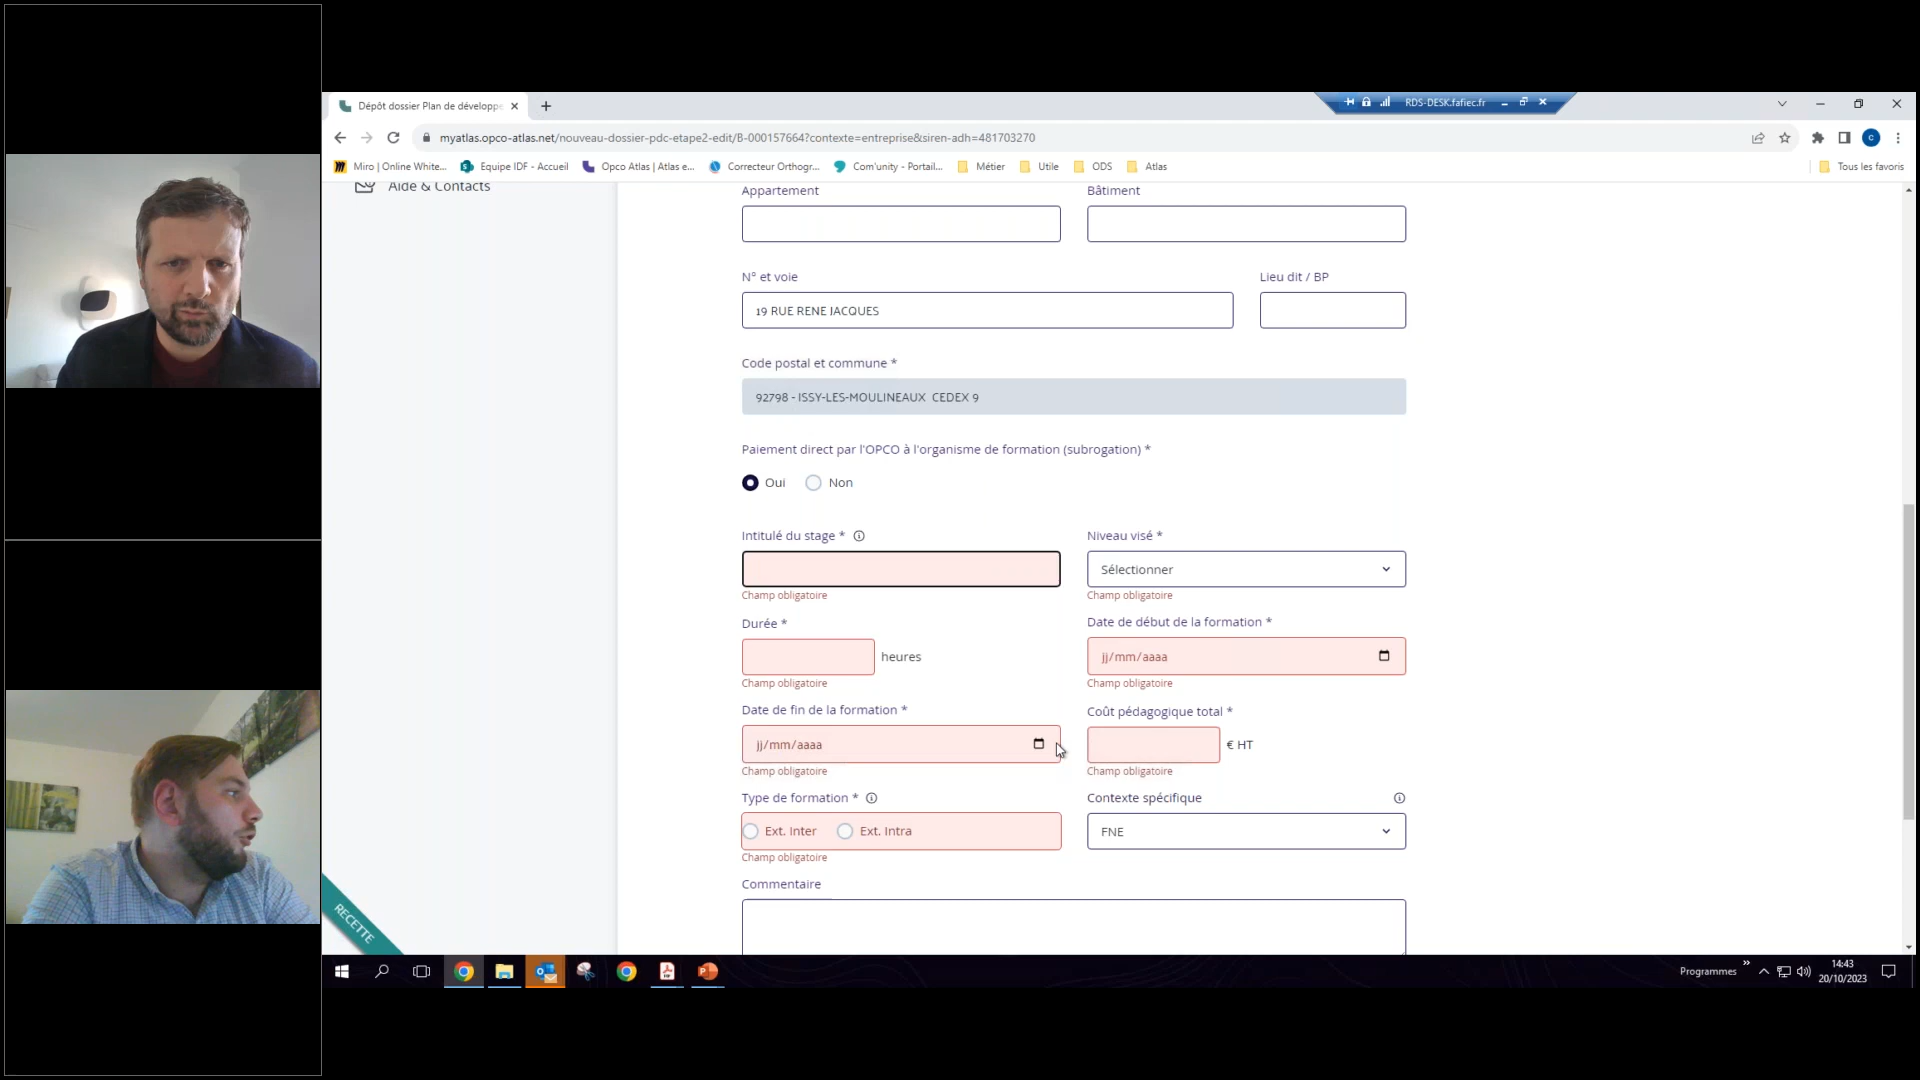 Dépôt dossier Plan de développe
RDS-DESK.fafiec.fr
myatlas.opco-atlas.net/nouveau-dossier-pdc-etape2-edit/B-000157664?contexte=entreprise&siren-adh=481703270
C
Miro | Online White... Equipe IDF - Accueil Opco Atlas | Atlas e... Correcteur Orthogr... Com'unity - Portail... Métier Utile ODS Atlas Tous les favoris
Aide & Contacts
Appartement Bâtiment
N° et voie Lieu dit / BP
19 RUE RENE JACQUES
Code postal et commune *
92798 - ISSY-LES-MOULINEAUX CEDEX 9
Paiement direct par l'OPCO à l'organisme de formation (subrogation) *
Oui Non
Intitulé du stage * Niveau visé *
Sélectionner
Champ obligatoire Champ obligatoire
Durée * Date de début de la formation *
heures jj/mm/aaaa
Champ obligatoire Champ obligatoire
Date de fin de la formation * Coût pédagogique total *
jj/mm/aaaa € HT
Champ obligatoire Champ obligatoire
Type de formation * Contexte spécifique
Ext. Inter Ext. Intra FNE
Champ obligatoire
Commentaire
RECETTE
Programmes 14:43
20/10/2023